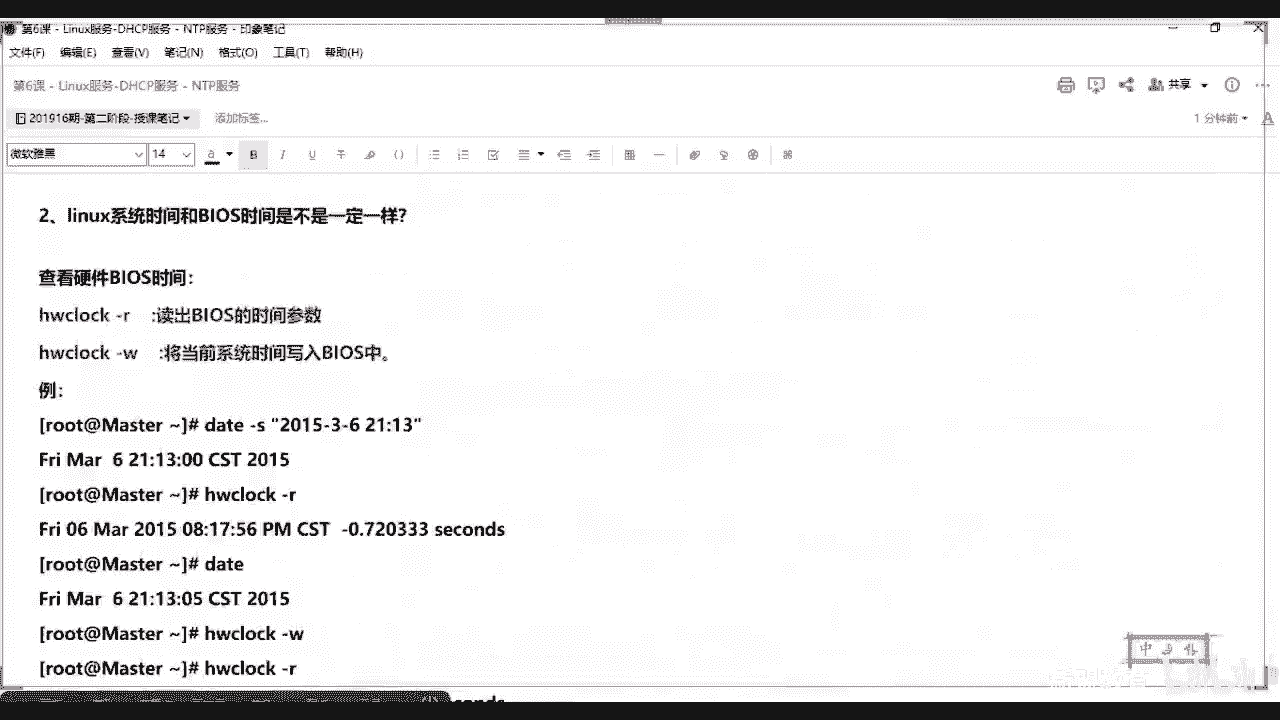 第6课 - Linux服务-DHCP服务 - NTP服务 - 印象笔记
文件(F) 编辑(E) 查看(V) 笔记(N) 格式(O) 工具(T) 帮助(H)
第6课 - Linux服务-DHCP服务 - NTP服务
共享
201916期-第二阶段-授课笔记
添加标签...
1 分钟前
微软雅黑 14
2、linux系统时间和BIOS时间是不是一定一样?
查看硬件BIOS时间:
hwclock -r :读出BIOS的时间参数
hwclock -w :将当前系统时间写入BIOS中。
例:
[root@Master ~]# date -s "2015-3-6 21:13"
Fri Mar 6 21:13:00 CST 2015
[root@Master ~]# hwclock -r
Fri 06 Mar 2015 08:17:56 PM CST -0.720333 seconds
[root@Master ~]# date
Fri Mar 6 21:13:05 CST 2015
[root@Master ~]# hwclock -w
[root@Master ~]# hwclock -r